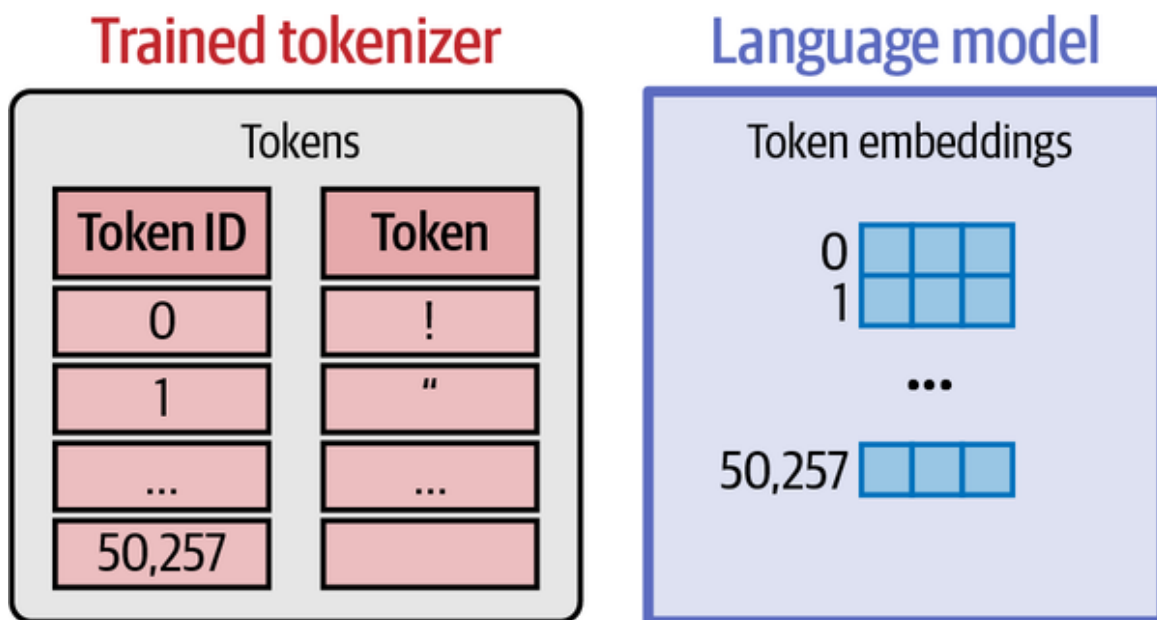 Trained tokenizer
Language model
Tokens
Token ID Token
0 !
1 “
... ...
50,257
Token embeddings
0
1
...
50,257